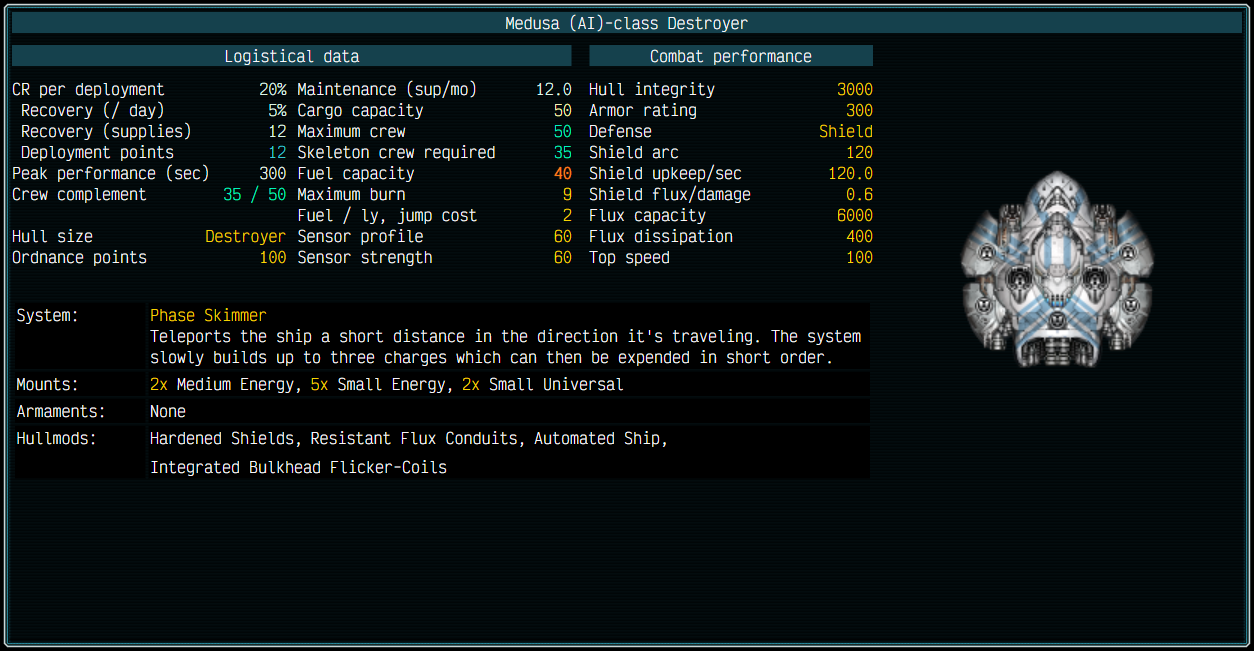 Medusa (AI)-class Destroyer
Logistical data
Combat performance
CR per deployment 20% Maintenance (sup/mo) 12.0 Hull integrity 3000
Recovery (/ day) 5% Cargo capacity 50 Armor rating 300
Recovery (supplies) 12 Maximum crew 50 Defense Shield
Deployment points 12 Skeleton crew required 35 Shield arc 120
Peak performance (sec) 300 Fuel capacity 40 Shield upkeep/sec 120.0
Crew complement 35 / 50 Maximum burn 9 Shield flux/damage 0.6
Fuel / ly, jump cost 2 Flux capacity 6000
Hull size Destroyer Sensor profile 60 Flux dissipation 400
Ordnance points 100 Sensor strength 60 Top speed 100
System: Phase Skimmer
Teleports the ship a short distance in the direction it's traveling. The system
slowly builds up to three charges which can then be expended in short order.
Mounts: 2x Medium Energy, 5x Small Energy, 2x Small Universal
Armaments: None
Hullmods: Hardened Shields, Resistant Flux Conduits, Automated Ship,
Integrated Bulkhead Flicker-Coils